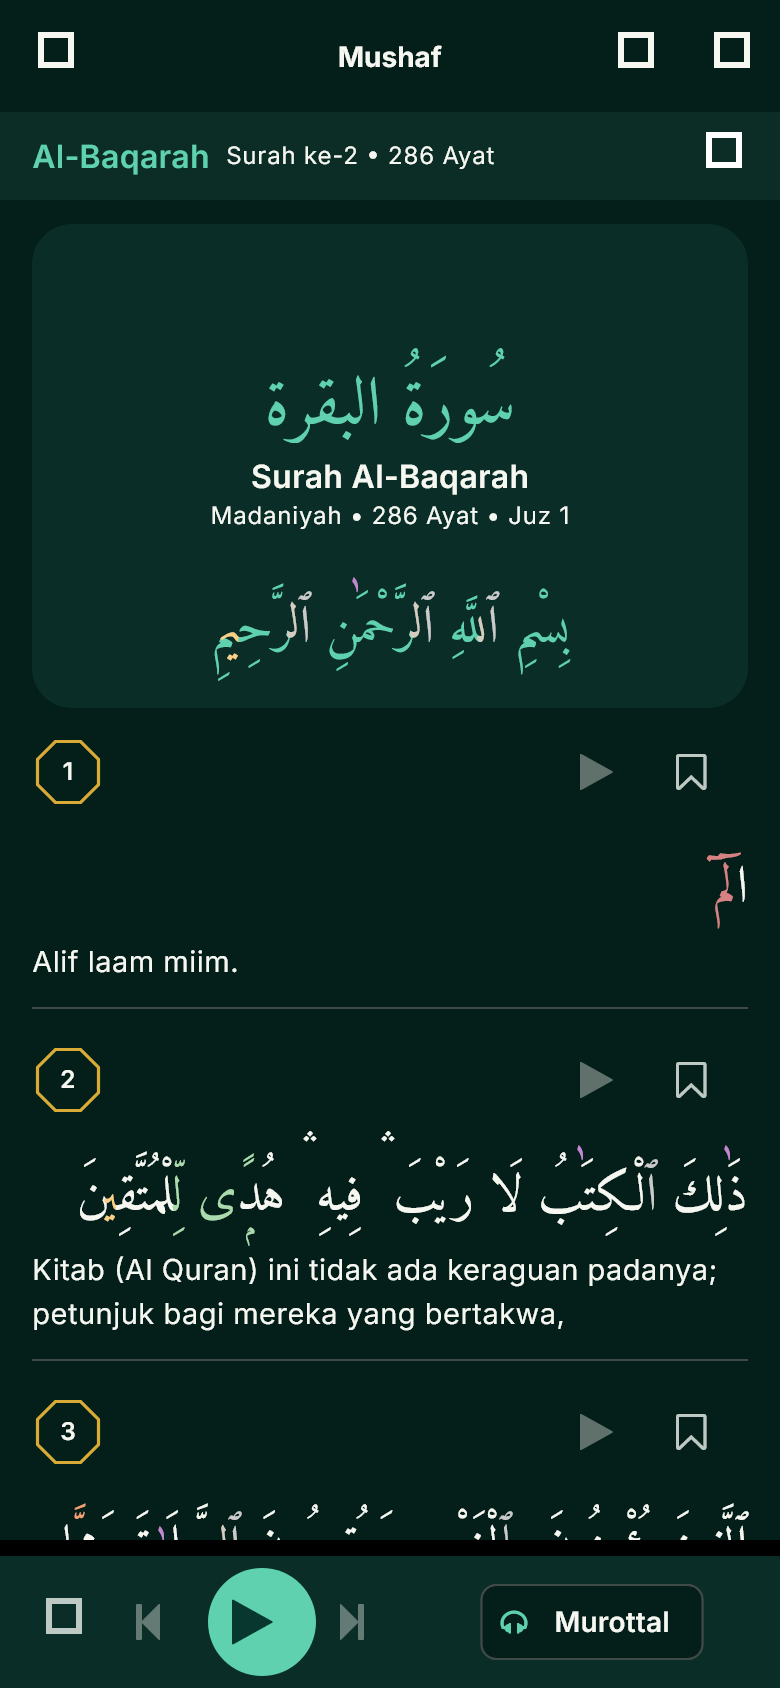 Mushaf
Al-Baqarah Surah ke-2 • 286 Ayat
سُورَةُ البقرة
Surah Al-Baqarah
Madaniyah • 286 Ayat • Juz 1
بِسْمِ ٱللَّهِ ٱلرَّحْمَٰنِ ٱلرَّحِيمِ
1
الٓمٓ
Alif laam miim.
2
ذَٰلِكَ ٱلْكِتَٰبُ لَا رَيْبَ ۛ فِيهِ ۛ هُدًۭى لِّلْمُتَّقِينَ
Kitab (Al Quran) ini tidak ada keraguan padanya;
petunjuk bagi mereka yang bertakwa,
3
Murottal